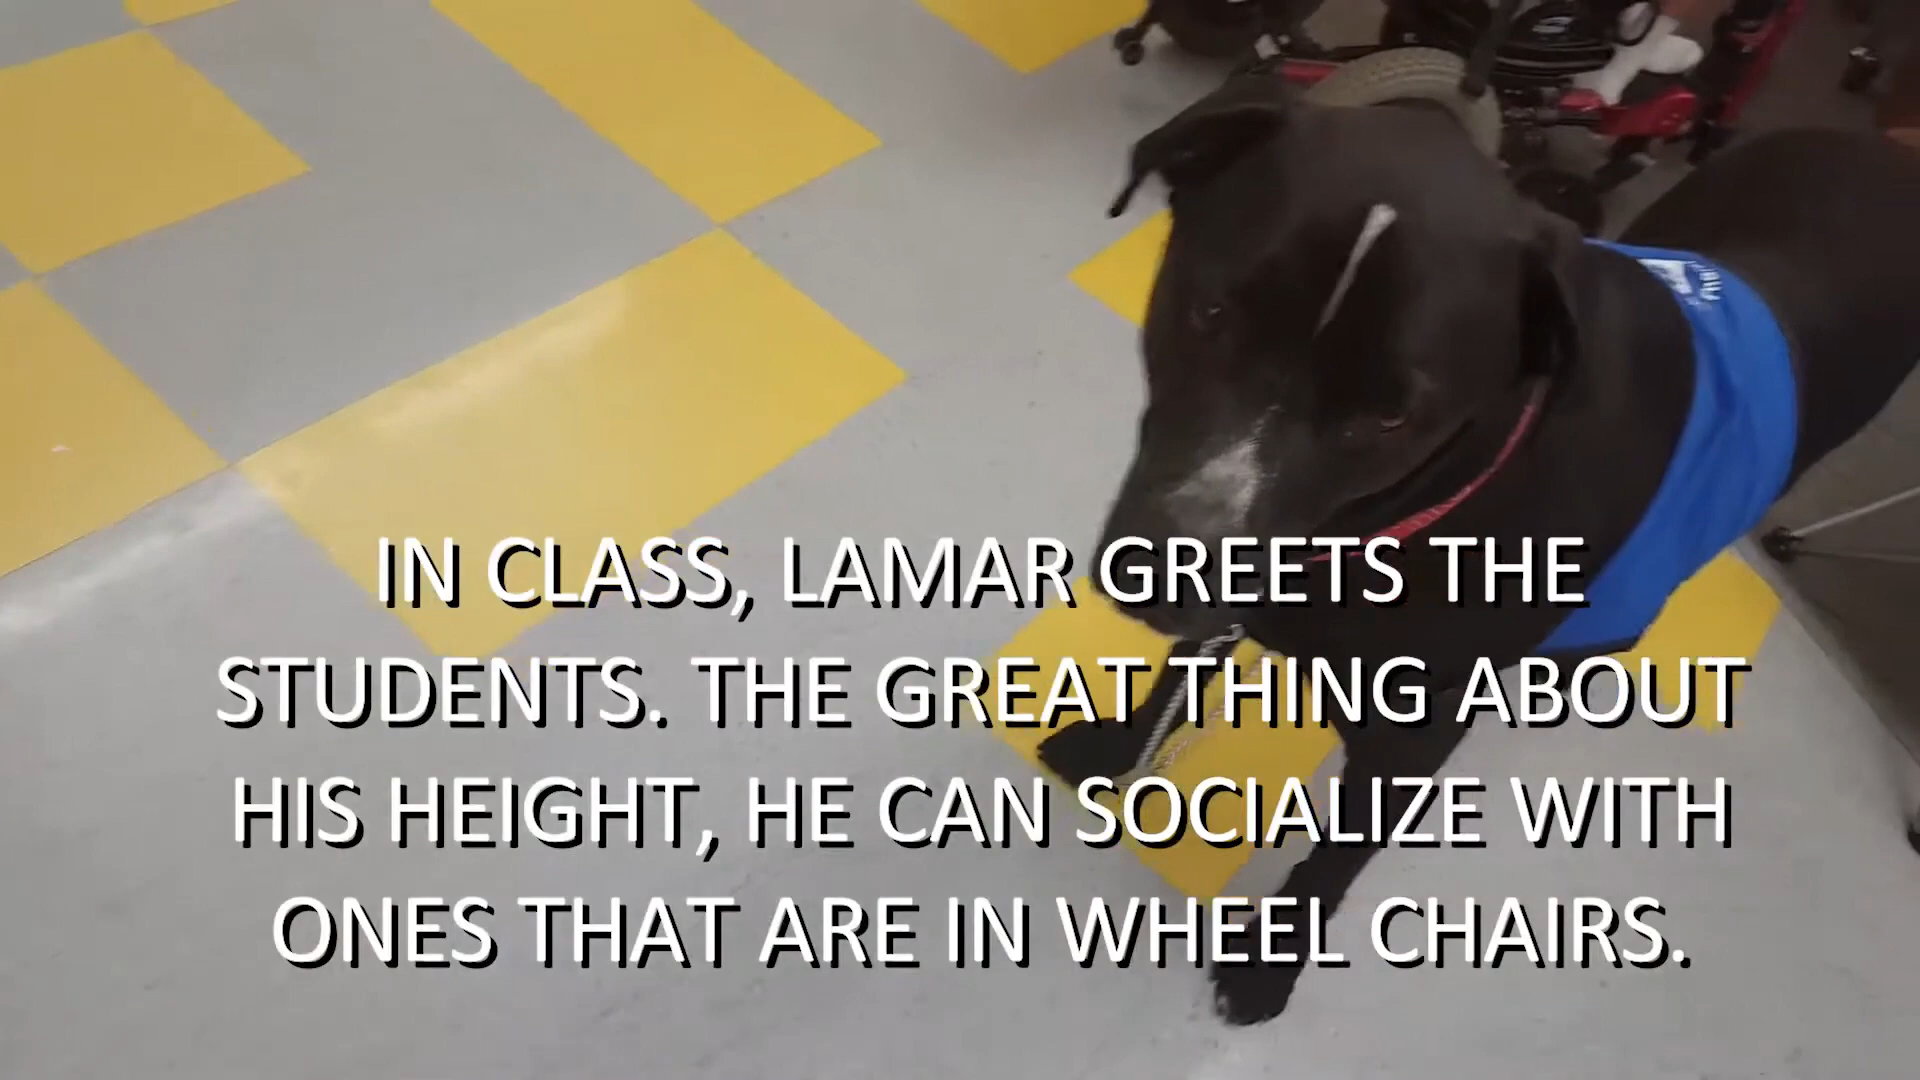 IN CLASS, LAMAR GREETS THE
STUDENTS. THE GREAT THING ABOUT
HIS HEIGHT, HE CAN SOCIALIZE WITH
ONES THAT ARE IN WHEEL CHAIRS.